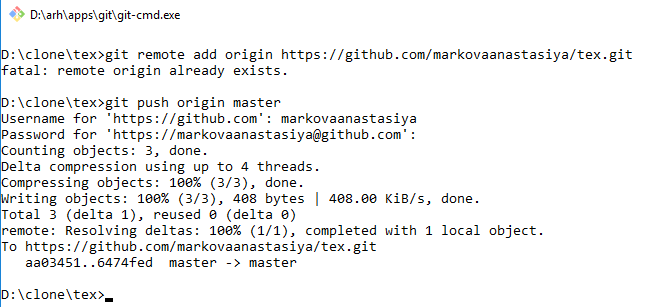 D:\arh\apps\git\git-cmd.exe
D:\clone\tex>git remote add origin https://github.com/markovaanastasiya/tex.git
fatal: remote origin already exists.
D:\clone\tex>git push origin master
Username for 'https://github.com': markovaanastasiya
Password for 'https://markovaanastasiya@github.com':
Counting objects: 3, done.
Delta compression using up to 4 threads.
Compressing objects: 100% (3/3), done.
Writing objects: 100% (3/3), 408 bytes | 408.00 KiB/s, done.
Total 3 (delta 1), reused 0 (delta 0)
remote: Resolving deltas: 100% (1/1), completed with 1 local object.
To https://github.com/markovaanastasiya/tex.git
   aa03451..6474fed  master -> master
D:\clone\tex>